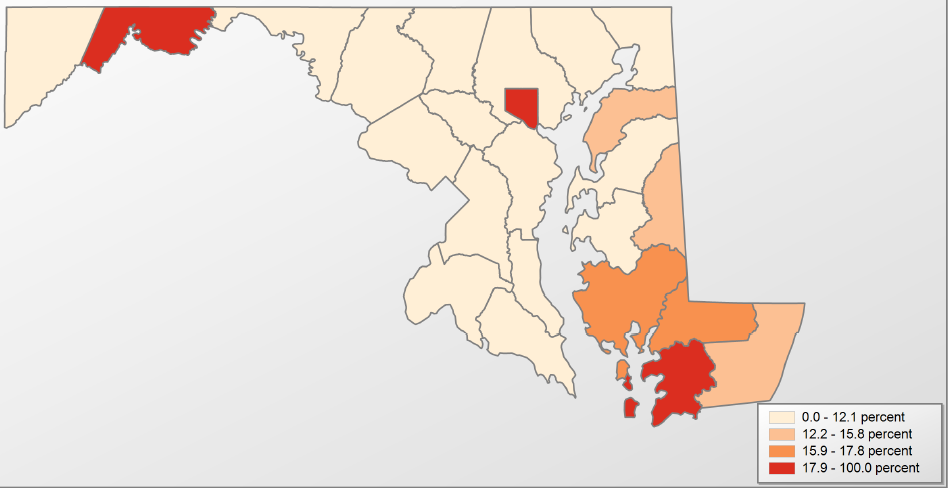 0.0 - 12.1 percent
12.2 - 15.8 percent
15.9 - 17.8 percent
17.9 - 100.0 percent